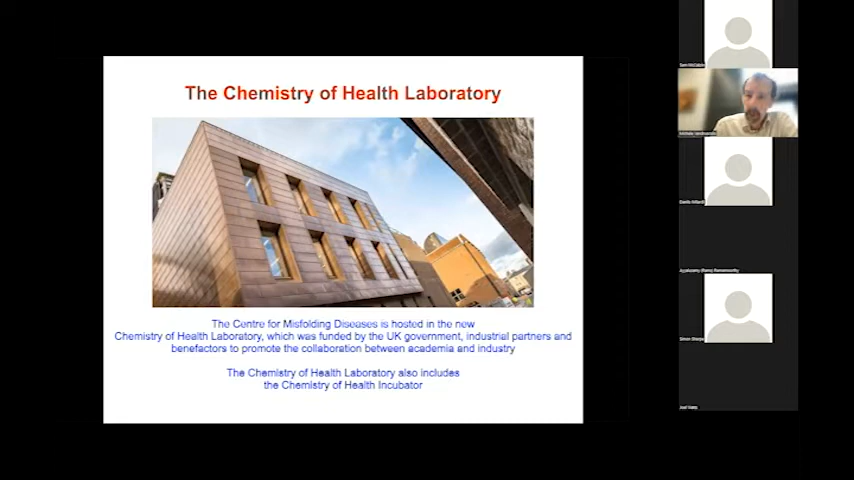 The Chemistry of Health Laboratory
The Centre for Misfolding Diseases is hosted in the new
Chemistry of Health Laboratory, which was funded by the UK government, industrial partners and
benefactors to promote the collaboration between academia and industry
The Chemistry of Health Laboratory also includes
the Chemistry of Health Incubator